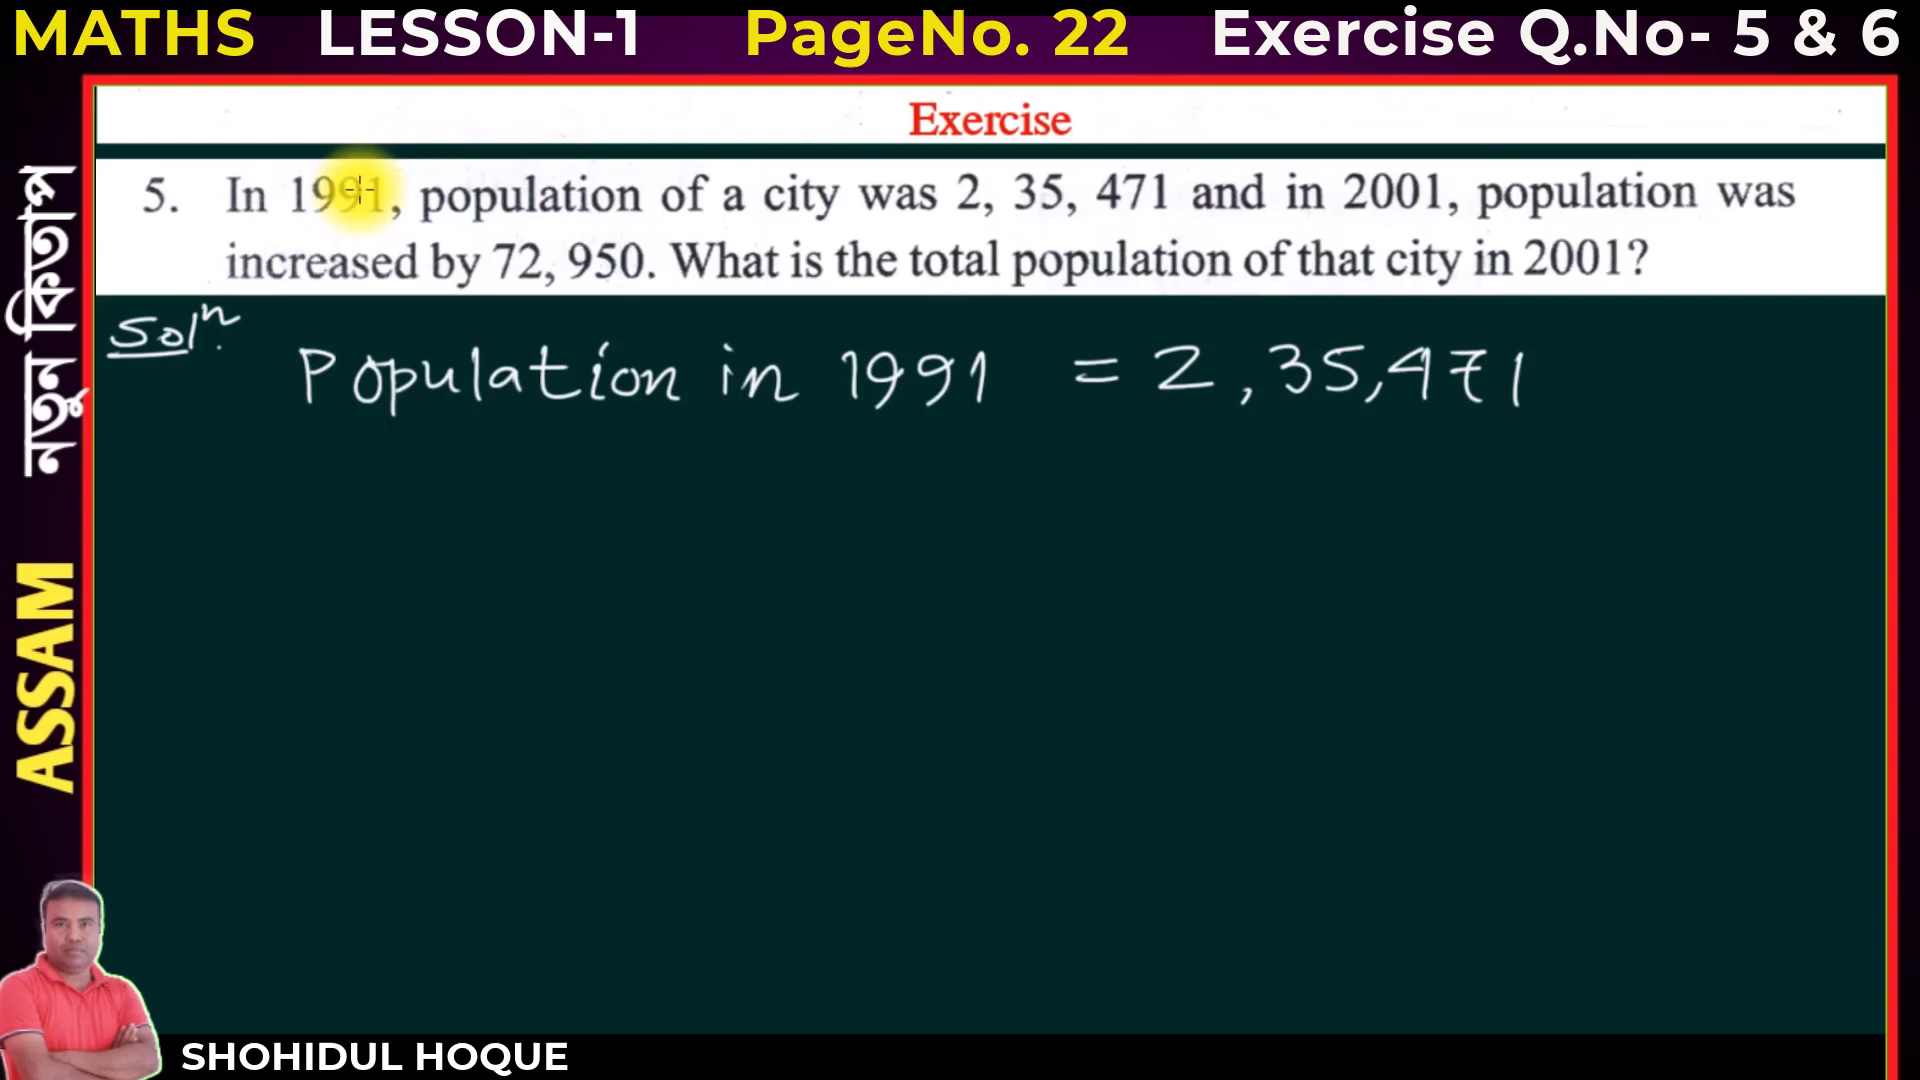 MATHS LESSON-1 PageNo. 22 Exercise Q.No- 5 & 6
Exercise
5. In 1991, population of a city was 2, 35, 471 and in 2001, population was
increased by 72, 950. What is the total population of that city in 2001?
Solⁿ.
Population in 1991 = 2,35,471
নতুন কিতাপ
ASSAM
SHOHIDUL HOQUE